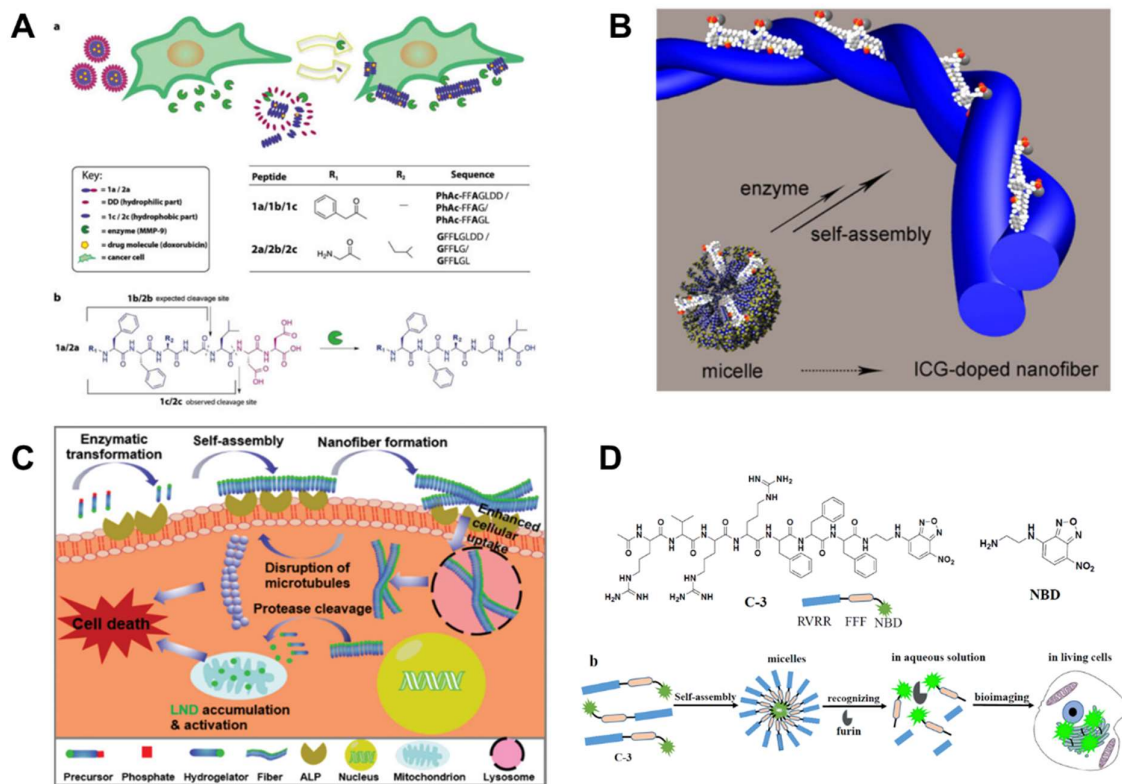 A
a
Key:
= 1a / 2a
= DD (hydrophilic part)
= 1c / 2c (hydrophobic part)
= enzyme (MMP-9)
= drug molecule (doxorubicin)
= cancer cell
Peptide R₁ R₂ Sequence
1a/1b/1c — PhAc-FFAGLDD /
PhAc-FFAG/
PhAc-FFAGL
2a/2b/2c H₂N O GFFLGLDD /
GFFLG/
GFFLGL
b
1b/2b expected cleavage site
1a/2a
1c/2c observed cleavage site
B
enzyme
self-assembly
micelle
ICG-doped nanofiber
C
Enzymatic transformation
Self-assembly
Nanofiber formation
Enhanced cellular uptake
Disruption of microtubules
Protease cleavage
Cell death
LND accumulation & activation
Precursor Phosphate Hydrogelator Fiber ALP Nucleus Mitochondrion Lysosome
D
C-3
RVRR FFF NBD
NBD
b
micelles
in aqueous solution
in living cells
Self-assembly
recognizing
furin
bioimaging
C-3